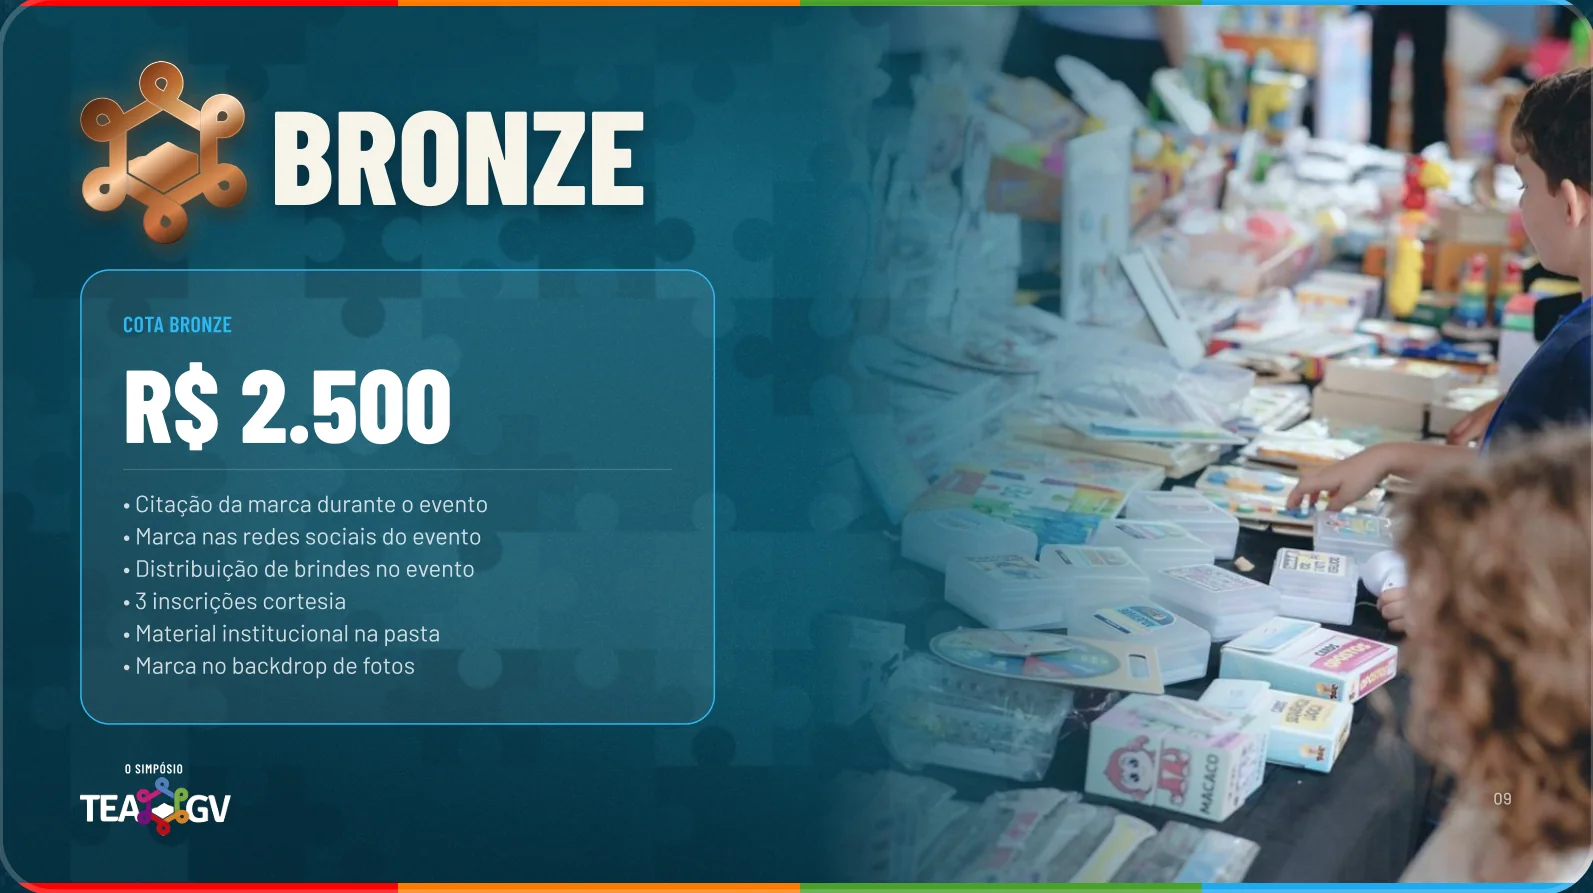 BRONZE
COTA BRONZE
R$ 2.500
• Citação da marca durante o evento
• Marca nas redes sociais do evento
• Distribuição de brindes no evento
• 3 inscrições cortesia
• Material institucional na pasta
• Marca no backdrop de fotos
O SIMPÓSIO
TEA GV
MACACO
09